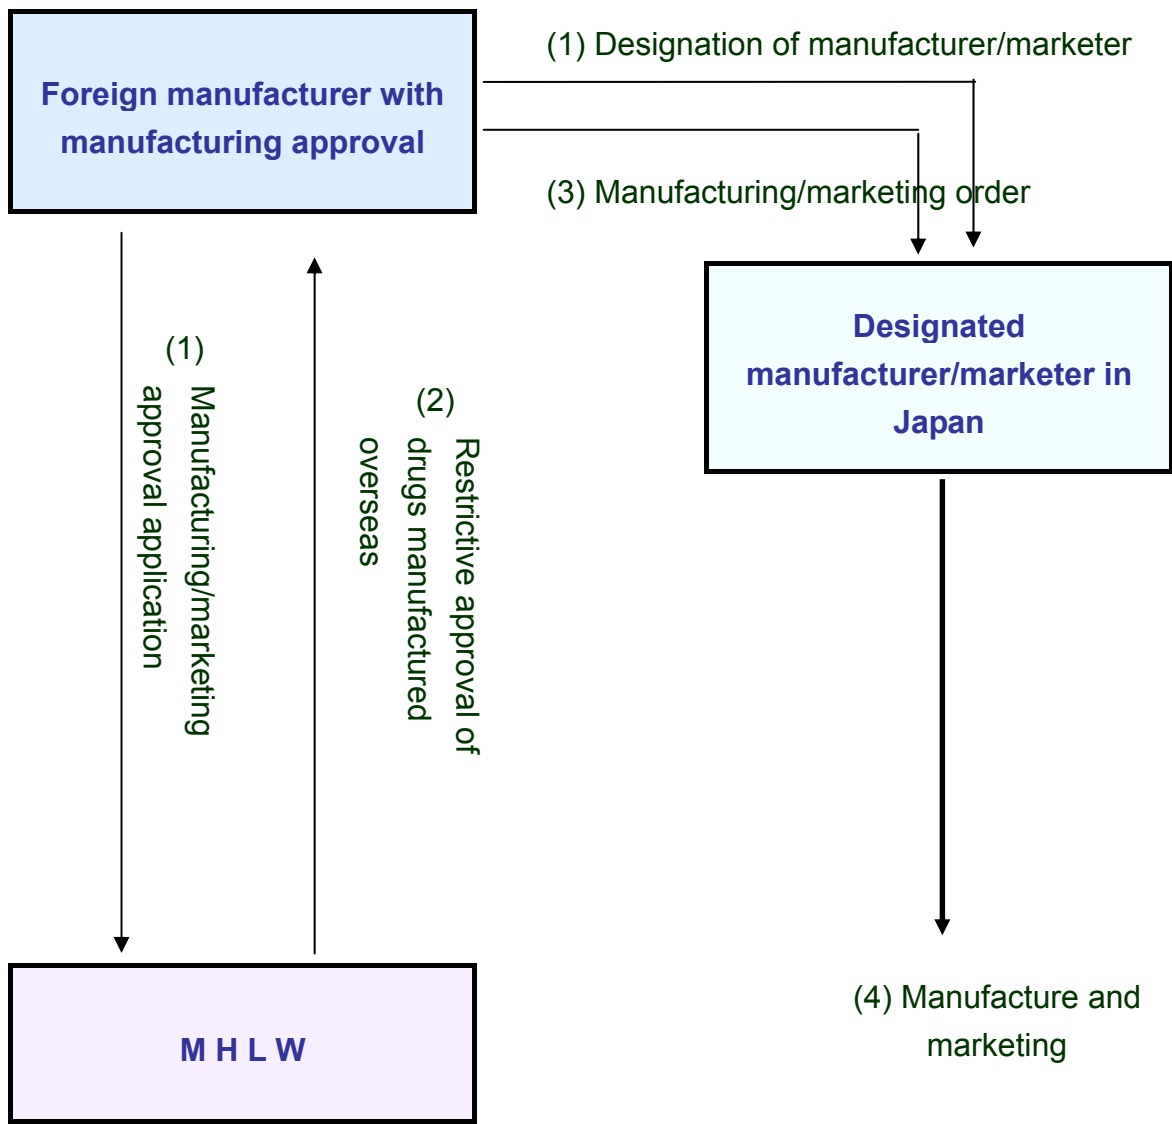 (1) Designation of manufacturer/marketer
Foreign manufacturer with
manufacturing approval
(3) Manufacturing/marketing order
Designated
manufacturer/marketer in
Japan
(1)
Manufacturing/marketing
approval application
(2)
Restrictive approval of
drugs manufactured
overseas
(4) Manufacture and
marketing
M H L W